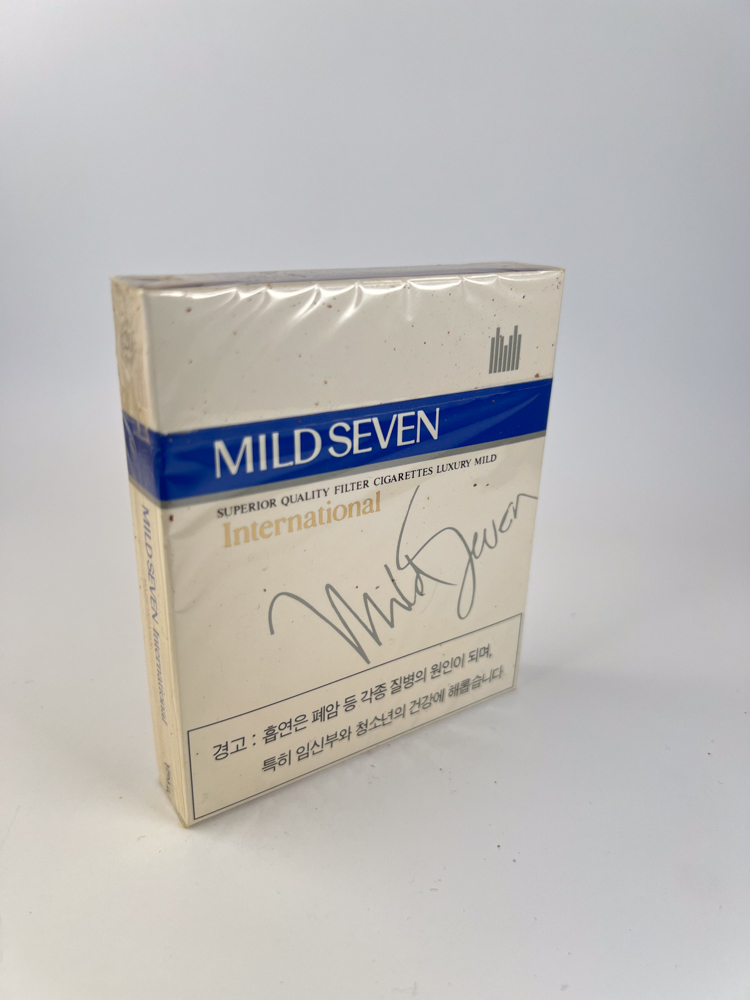 MILD SEVEN
SUPERIOR QUALITY FILTER CIGARETTES LUXURY MILD
International
Mild Seven
경고 : 흡연은 폐암 등 각종 질병의 원인이 되며,
특히 임신부와 청소년의 건강에 해롭습니다.
MILD SEVEN International